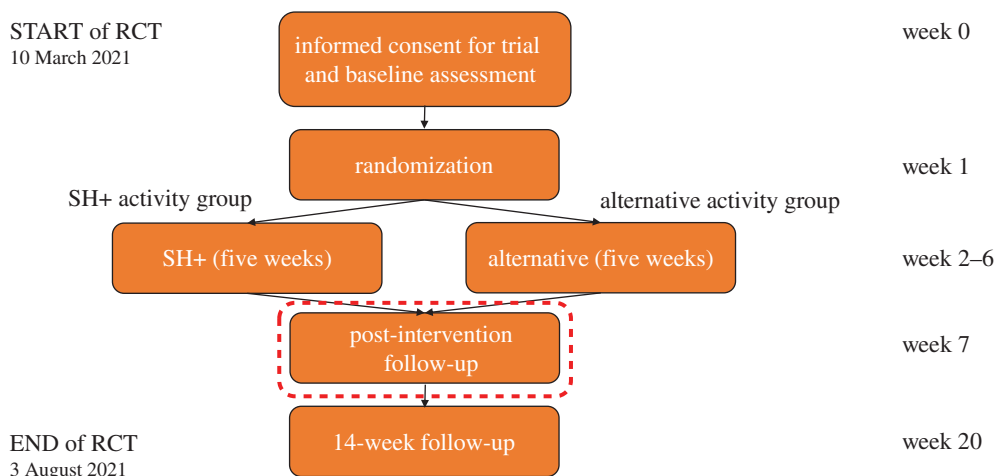 START of RCT
10 March 2021
informed consent for trial
and baseline assessment
week 0
randomization
week 1
SH+ activity group
alternative activity group
SH+ (five weeks)
alternative (five weeks)
week 2–6
post-intervention
follow-up
week 7
END of RCT
3 August 2021
14-week follow-up
week 20